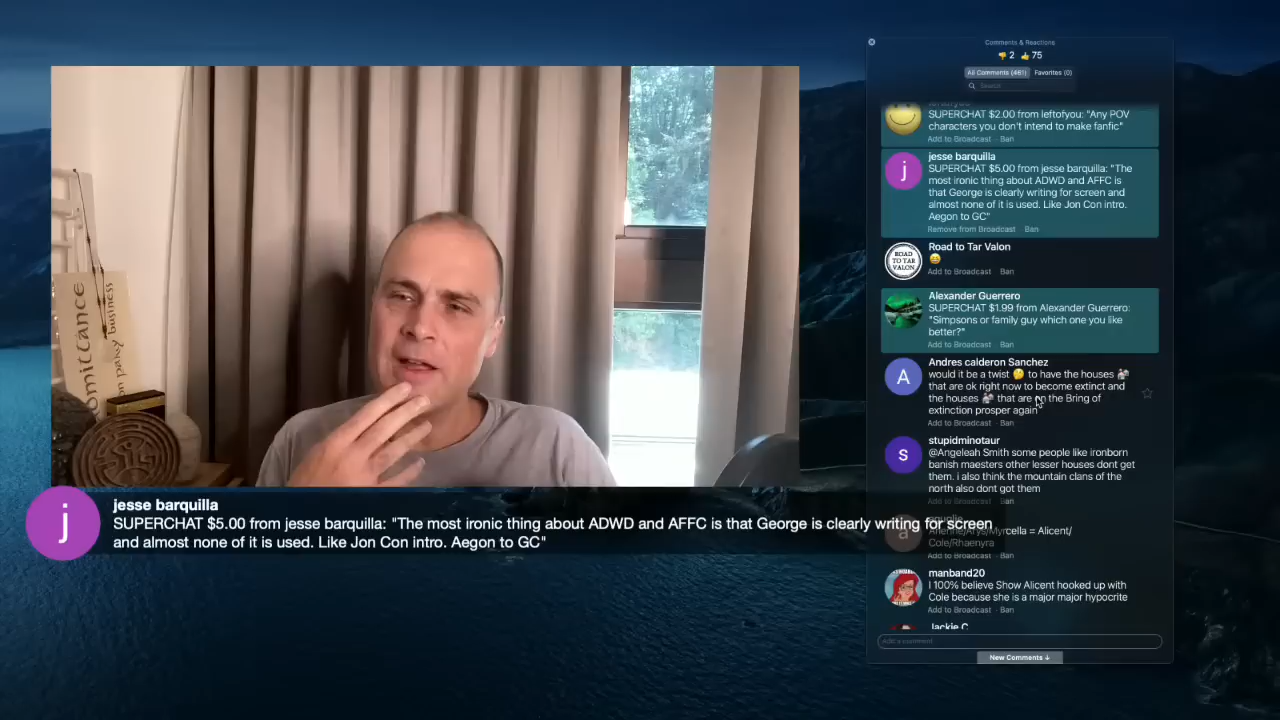 Comments & Reactions
2 75
All Comments (481) Favorites (0)
Search
SUPERCHAT $2.00 from leftofyou: "Any POV
characters you don't intend to make fanfic"
Add to Broadcast · Ban
jesse barquilla
SUPERCHAT $5.00 from jesse barquilla: "The
most ironic thing about ADWD and AFFC is
that George is clearly writing for screen and
almost none of it is used. Like Jon Con intro.
Aegon to GC"
Remove from Broadcast Ban
Road to Tar Valon
ROAD
TO TAR
VALON
Add to Broadcast · Ban
Alexander Guerrero
SUPERCHAT $1.99 from Alexander Guerrero:
"Simpsons or family guy which one you like
better?"
Add to Broadcast · Ban
A
Andres calderon Sanchez
would it be a twist to have the houses
that are ok right now to become extinct and
the houses that are on the Bring of
extinction prosper again
Add to Broadcast · Ban
s
stupidminotaur
@Angeleah Smith some people like ironborn
banish maesters other lesser houses dont get
them. i also think the mountain clans of the
north also dont got them
Add to Broadcast · Ban
a
Arienne/Arys/Myrcella = Alicent/
Cole/Rhaenyra
Add to Broadcast · Ban
manband20
I 100% believe Show Alicent hooked up with
Cole because she is a major major hypocrite
Add to Broadcast · Ban
Jackie C
Add a comment
New Comments ↓
j
jesse barquilla
SUPERCHAT $5.00 from jesse barquilla: "The most ironic thing about ADWD and AFFC is that George is clearly writing for screen
and almost none of it is used. Like Jon Con intro. Aegon to GC"
omittance
business